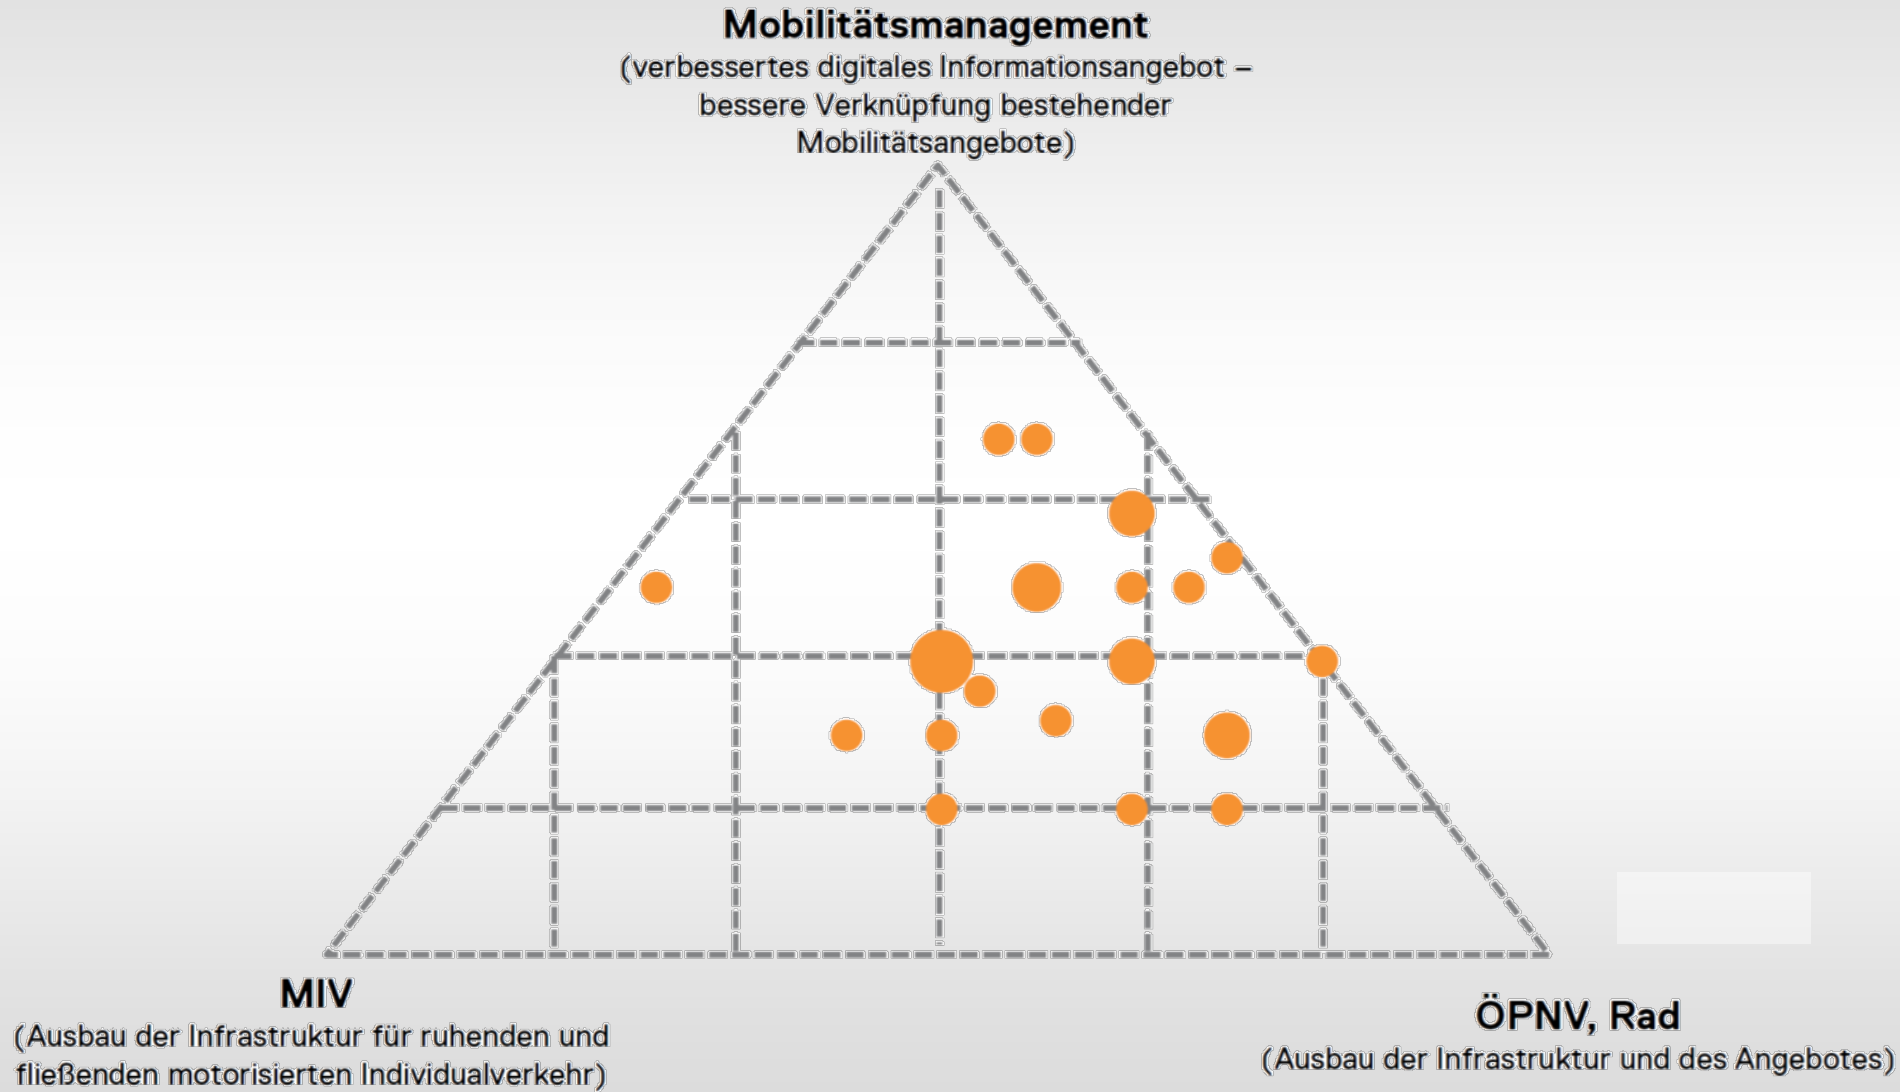 Mobilitätsmanagement
(verbessertes digitales Informationsangebot –
bessere Verknüpfung bestehender
Mobilitätsangebote)
MIV
(Ausbau der Infrastruktur für ruhenden und
fließenden motorisierten Individualverkehr)
ÖPNV, Rad
(Ausbau der Infrastruktur und des Angebotes)